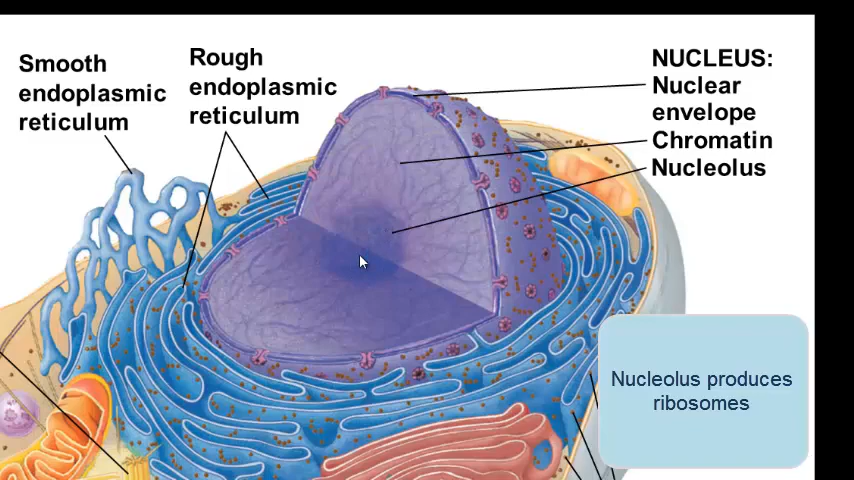 Smooth
endoplasmic
reticulum
Rough
endoplasmic
reticulum
NUCLEUS:
Nuclear
envelope
Chromatin
Nucleolus
Nucleolus produces
ribosomes